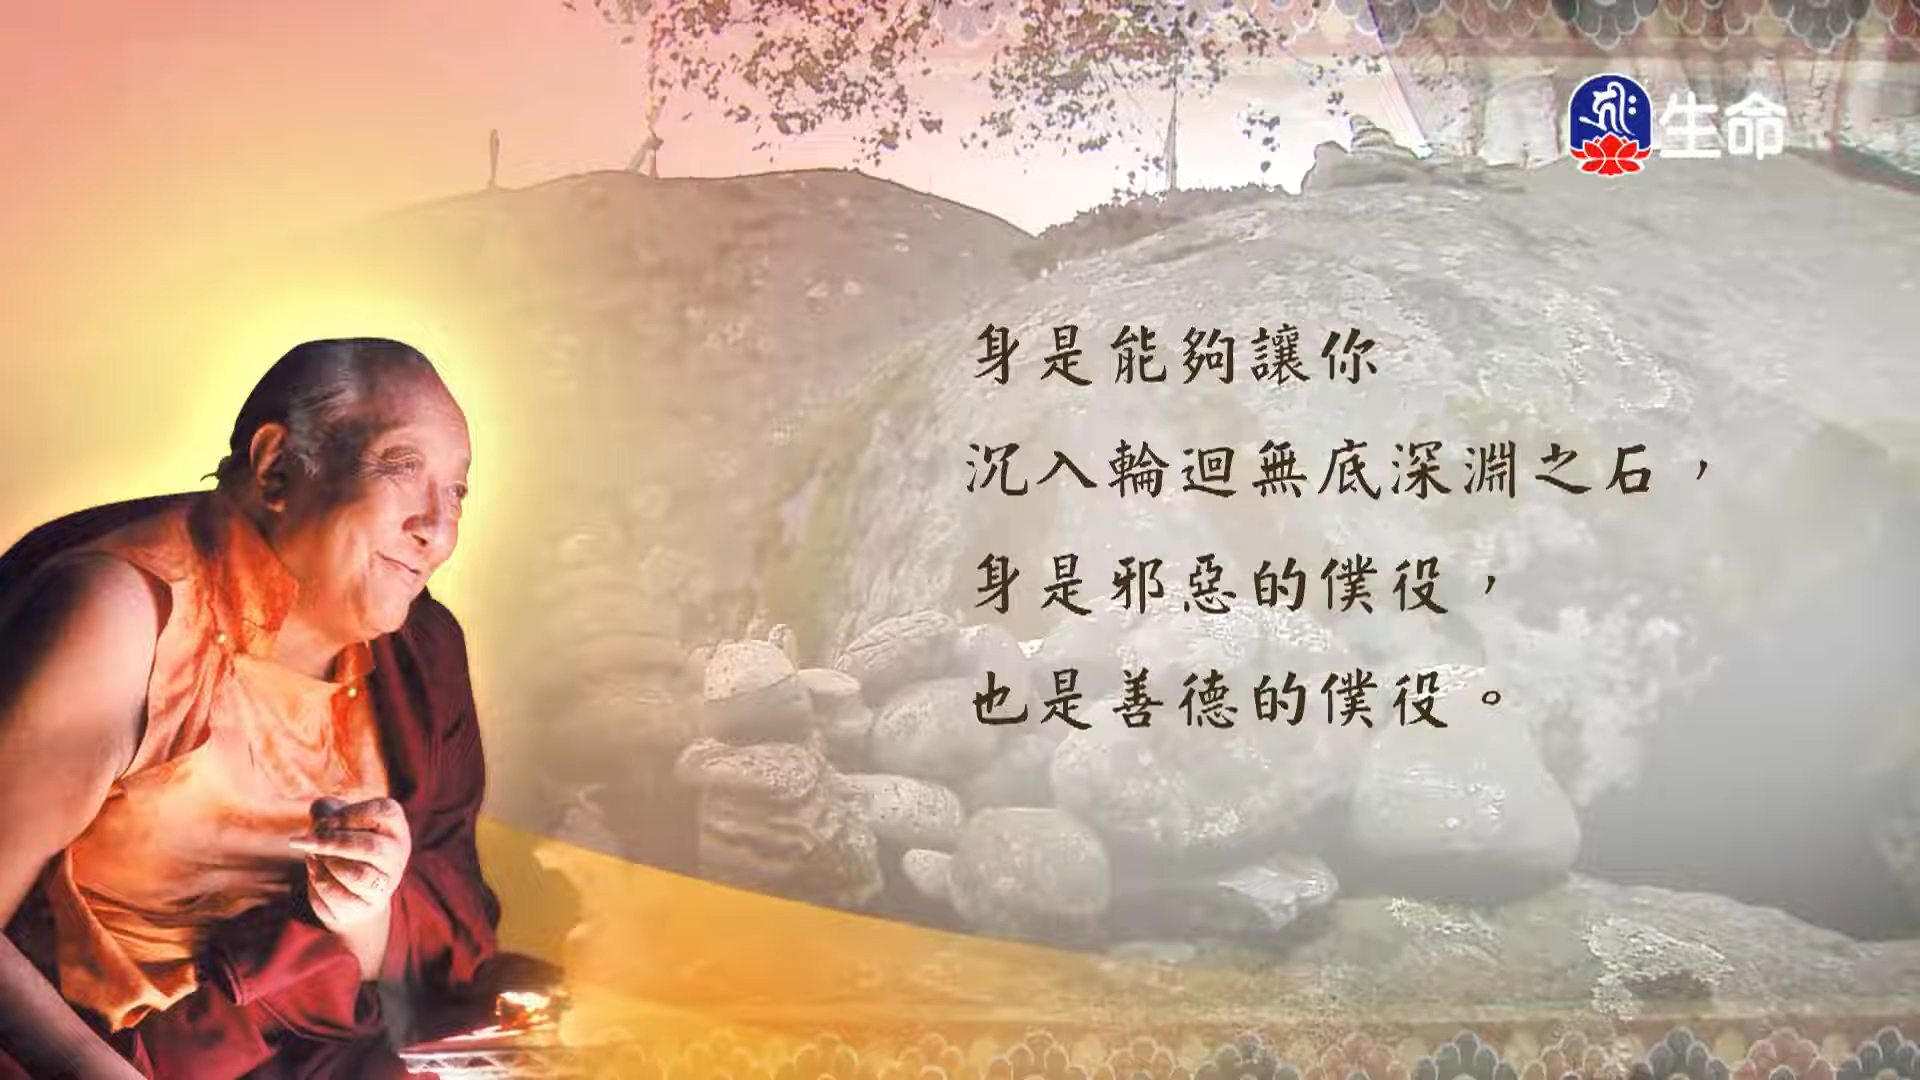 生命
身是能夠讓你
沉入輪迴無底深淵之石，
身是邪惡的僕役，
也是善德的僕役。